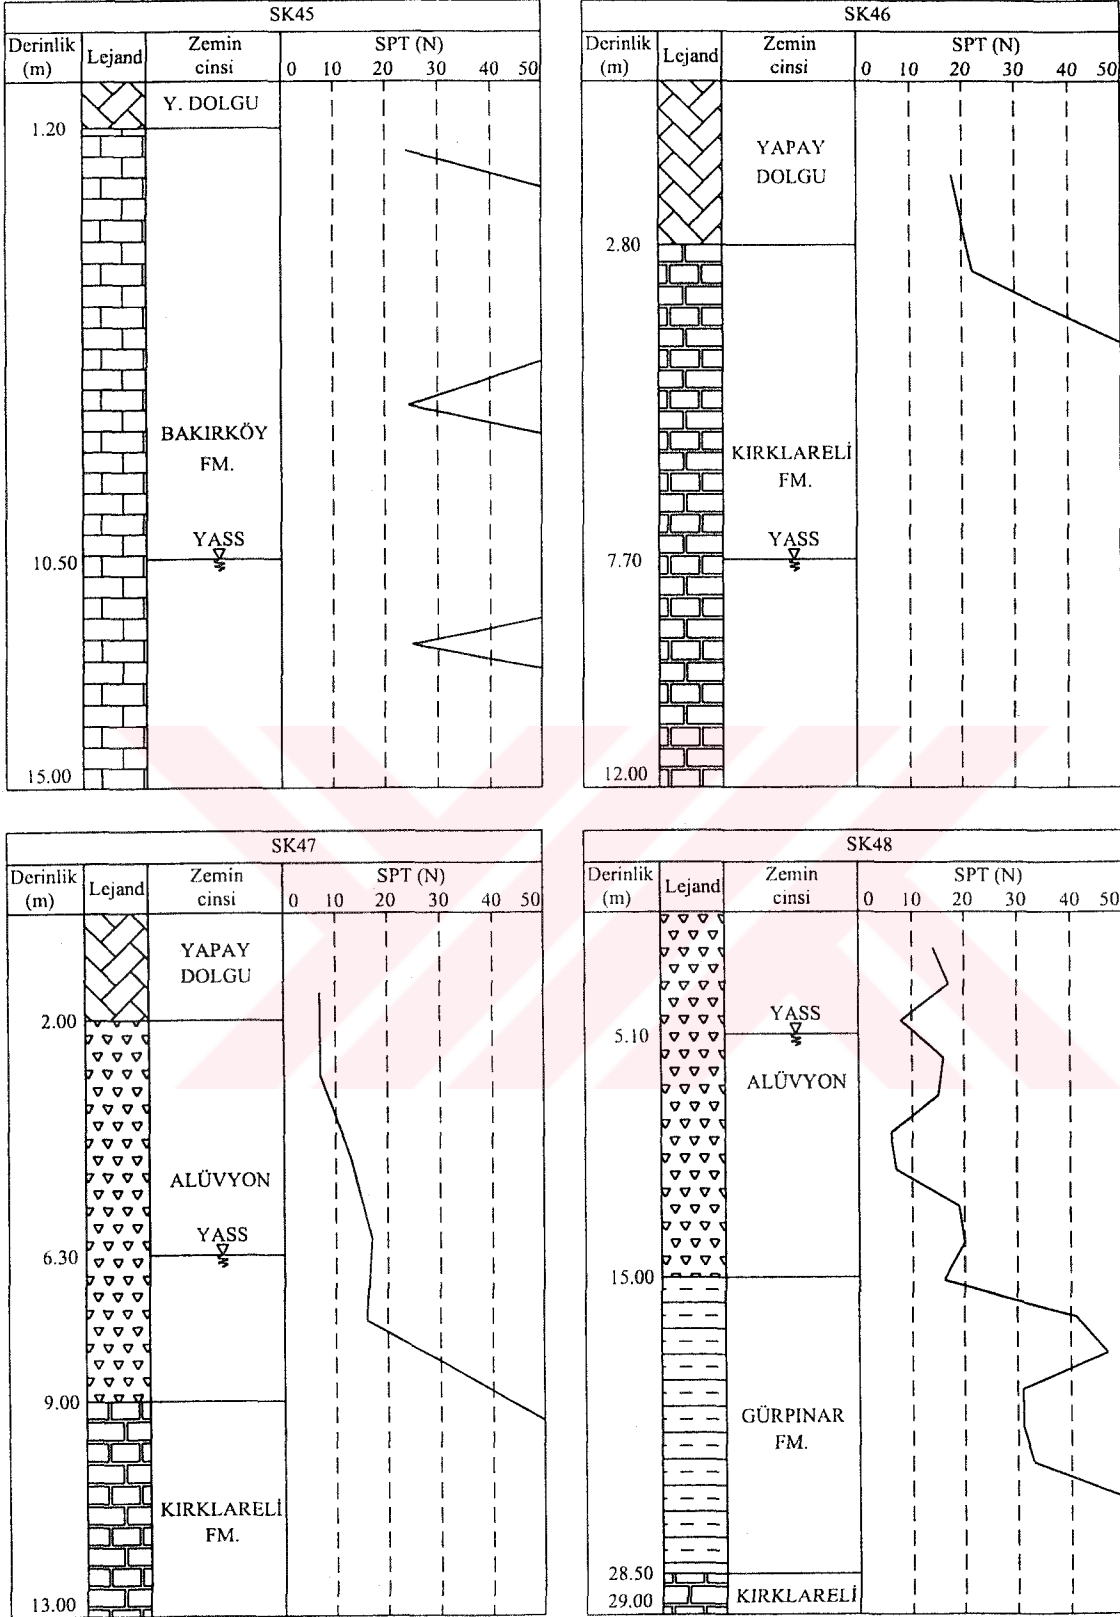 SK45
Derinlik (m)
Lejand
Zemin cinsi
SPT (N)
0 10 20 30 40 50
Y. DOLGU
1.20
BAKIRKÖY
FM.
YASS
10.50
15.00
SK46
Derinlik (m)
Lejand
Zemin cinsi
SPT (N)
0 10 20 30 40 50
YAPAY
DOLGU
2.80
KIRKLARELİ
FM.
YASS
7.70
12.00
SK47
Derinlik (m)
Lejand
Zemin cinsi
SPT (N)
0 10 20 30 40 50
YAPAY
DOLGU
2.00
ALÜVYON
YASS
6.30
9.00
KIRKLARELİ
FM.
13.00
SK48
Derinlik (m)
Lejand
Zemin cinsi
SPT (N)
0 10 20 30 40 50
YASS
5.10
ALÜVYON
15.00
GÜRPINAR
FM.
28.50
KIRKLARELİ
29.00